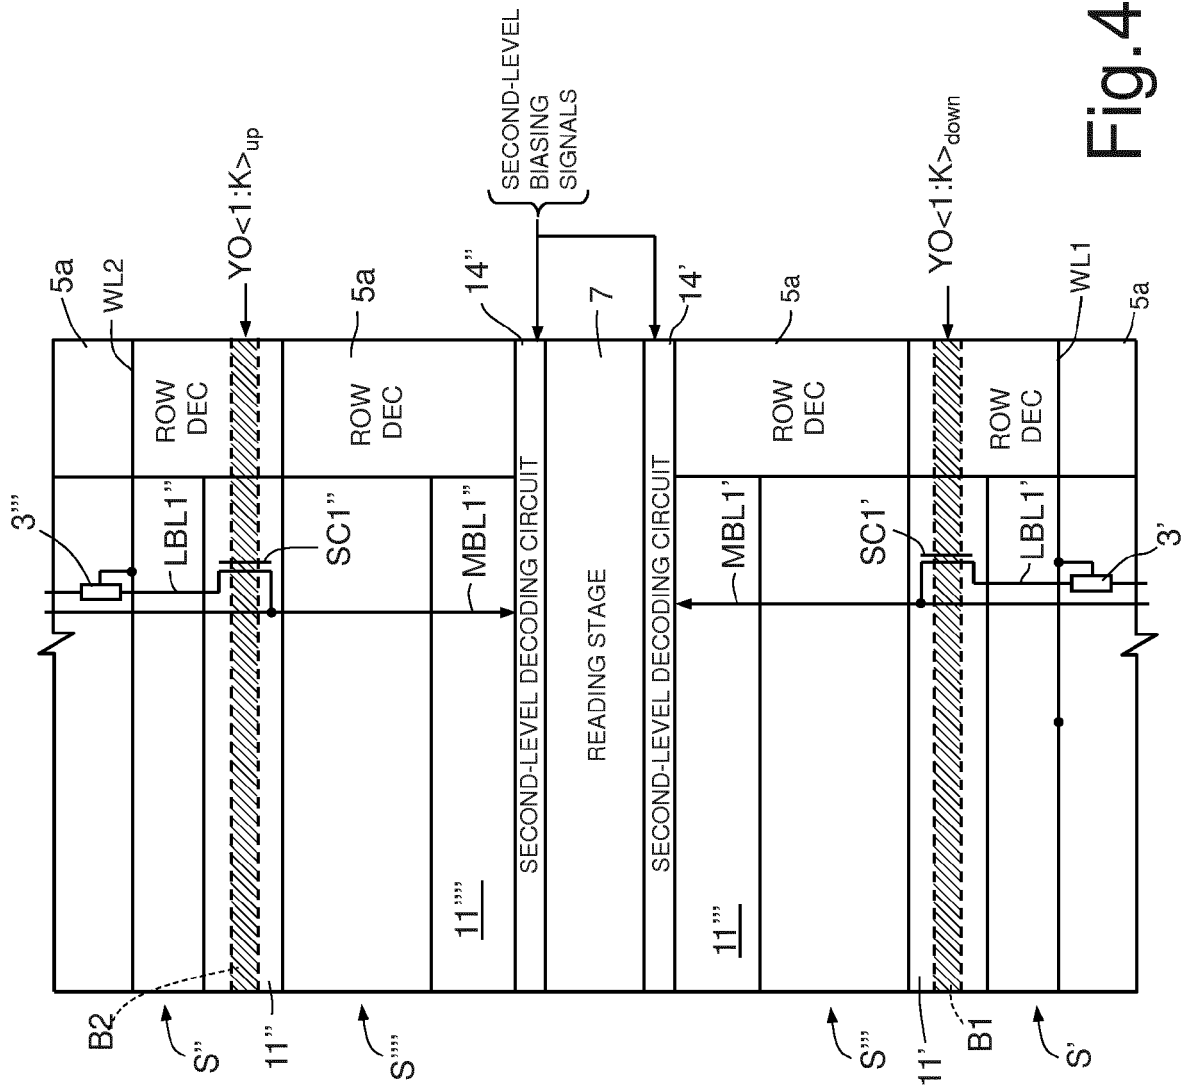 5a
WL2
YO<1:K>up
5a
14"
SECOND-LEVEL
BIASING
SIGNALS
7
14'
5a
YO<1:K>down
WL1
5a
Fig.4
ROW
DEC
ROW
DEC
ROW
DEC
ROW
DEC
3"'
LBL1"
SC1"
MBL1"
SECOND-LEVEL DECODING CIRCUIT
READING STAGE
SECOND-LEVEL DECODING CIRCUIT
MBL1'
SC1'
LBL1'
3'
11""
11"'
B2
S"
11"
S""
S"'
11'
B1
S'